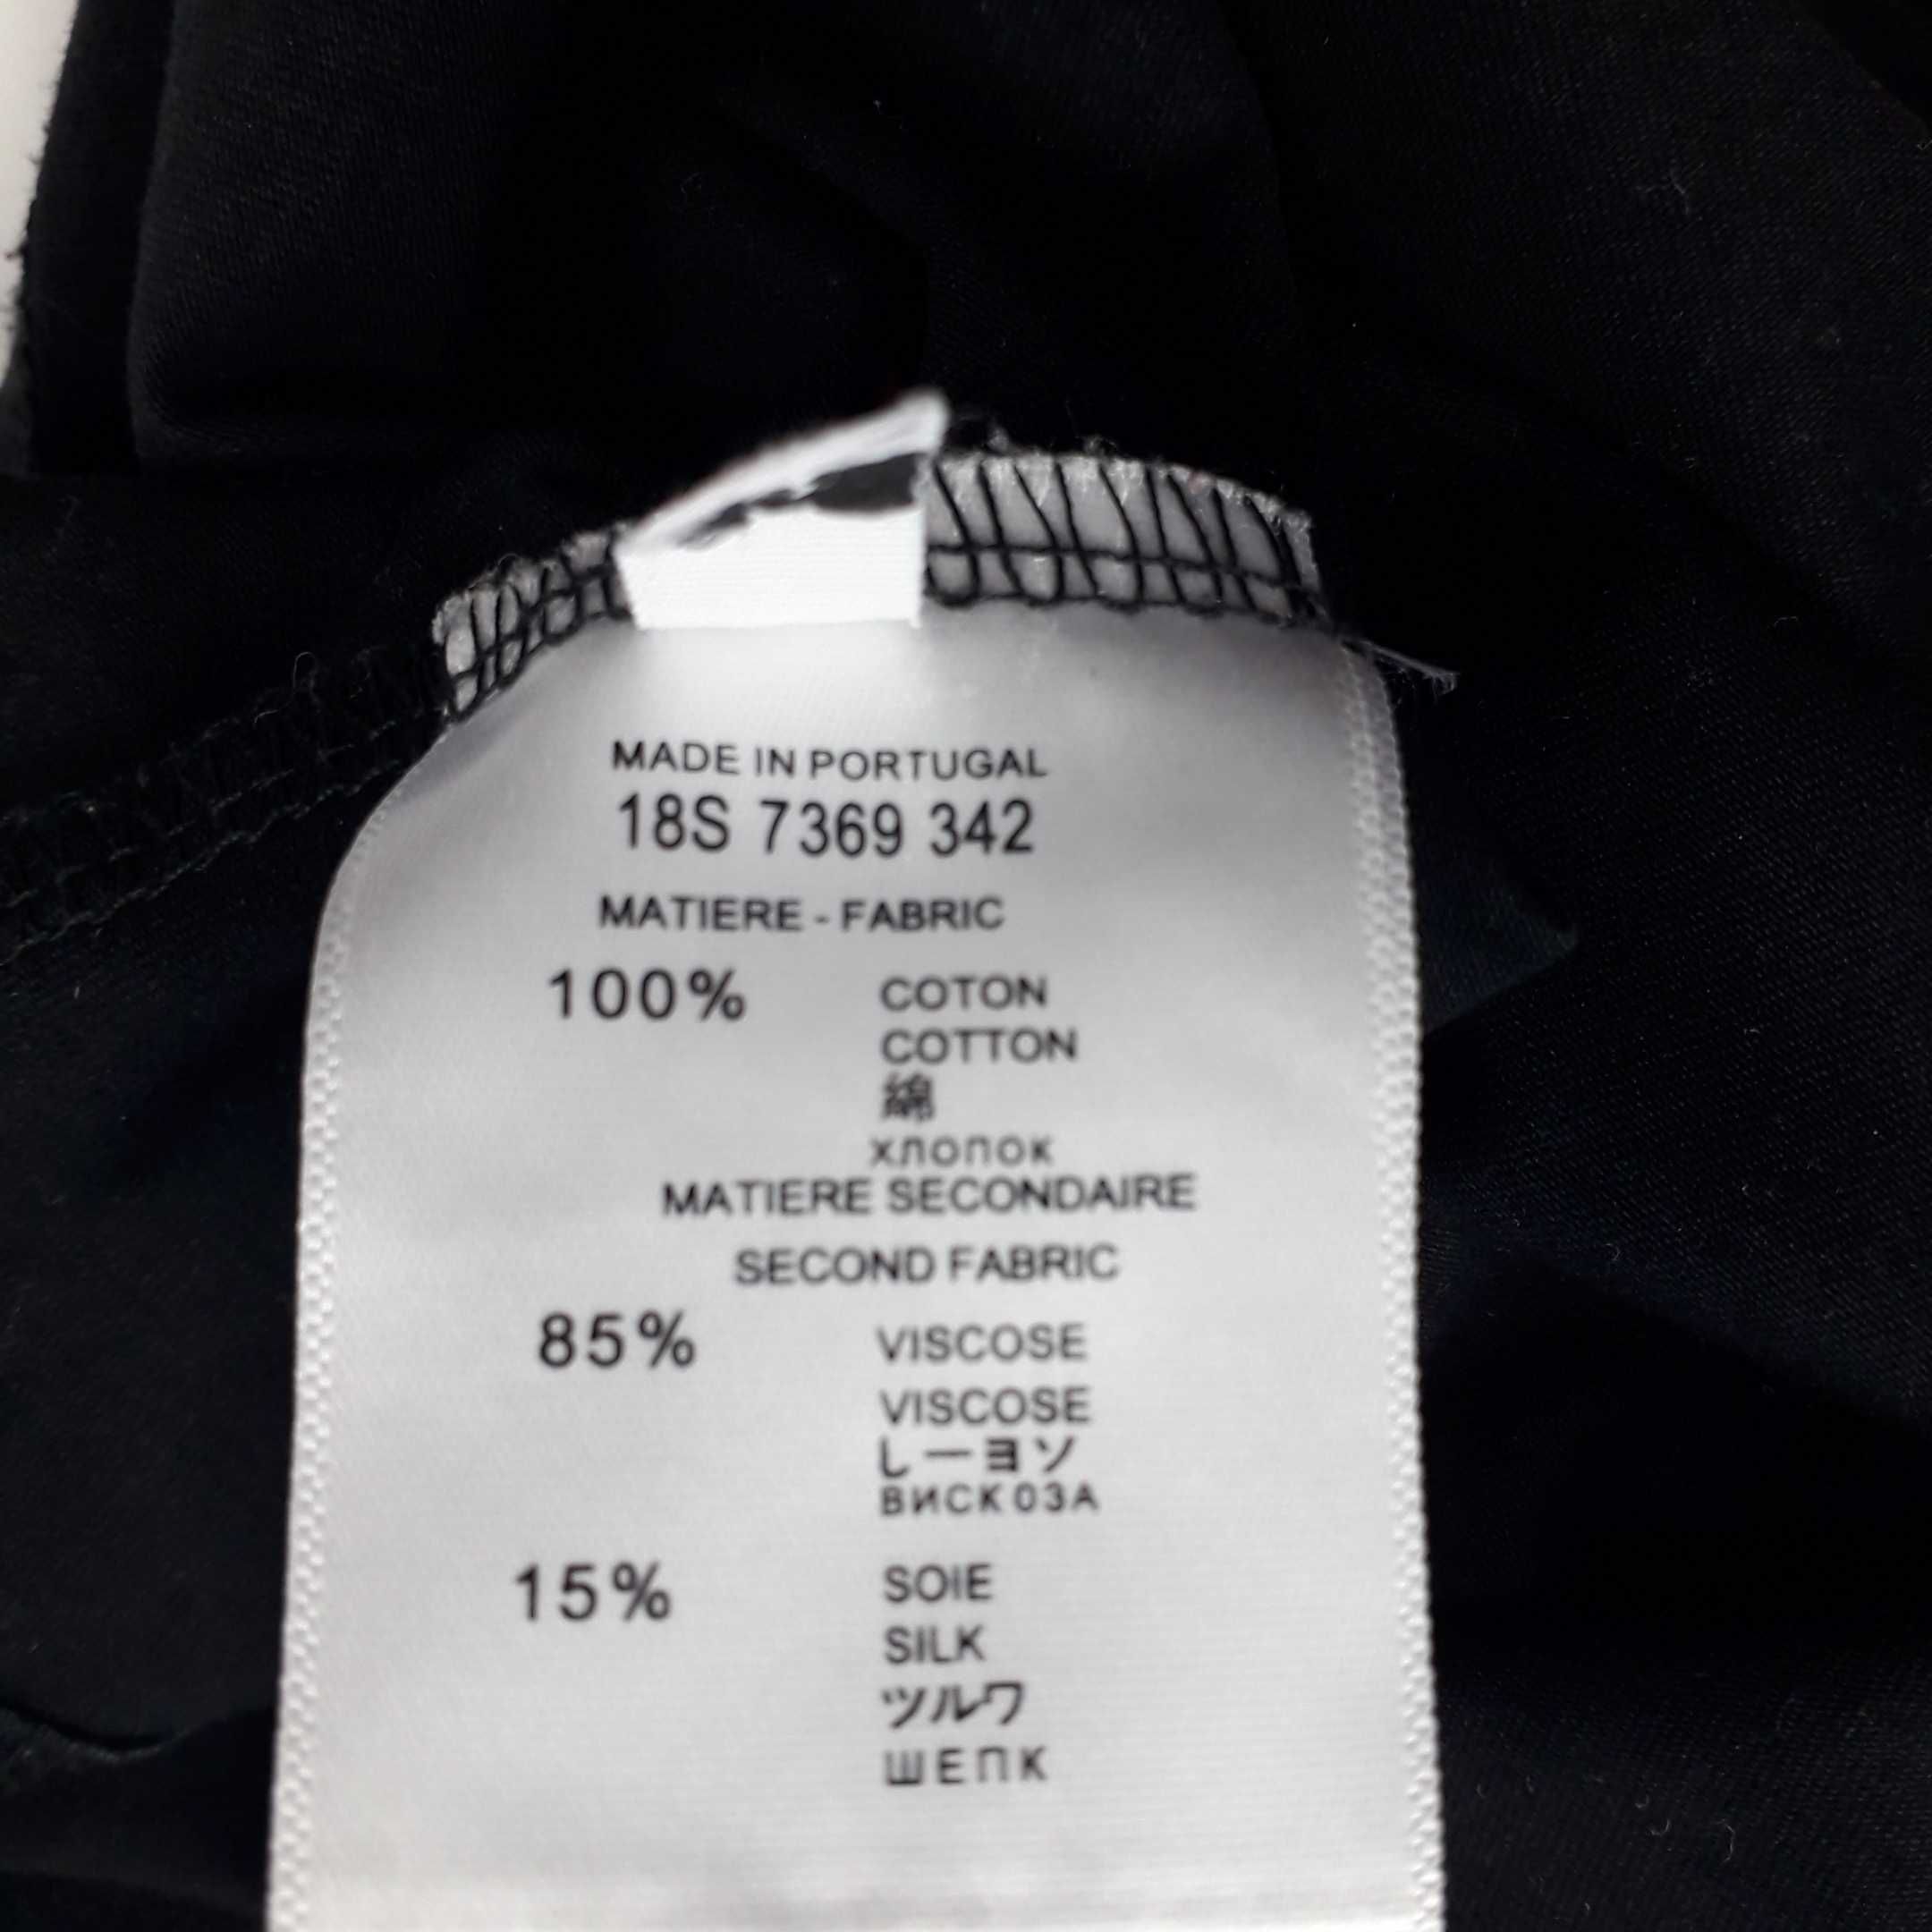 MADE IN PORTUGAL
18S 7369 342
MATIERE - FABRIC
100% COTON
COTTON
綿
хлопок
MATIERE SECONDAIRE
SECOND FABRIC
85% VISCOSE
VISCOSE
レーヨソ
ВИСКОЗА
15% SOIE
SILK
ツルワ
ШЕПК